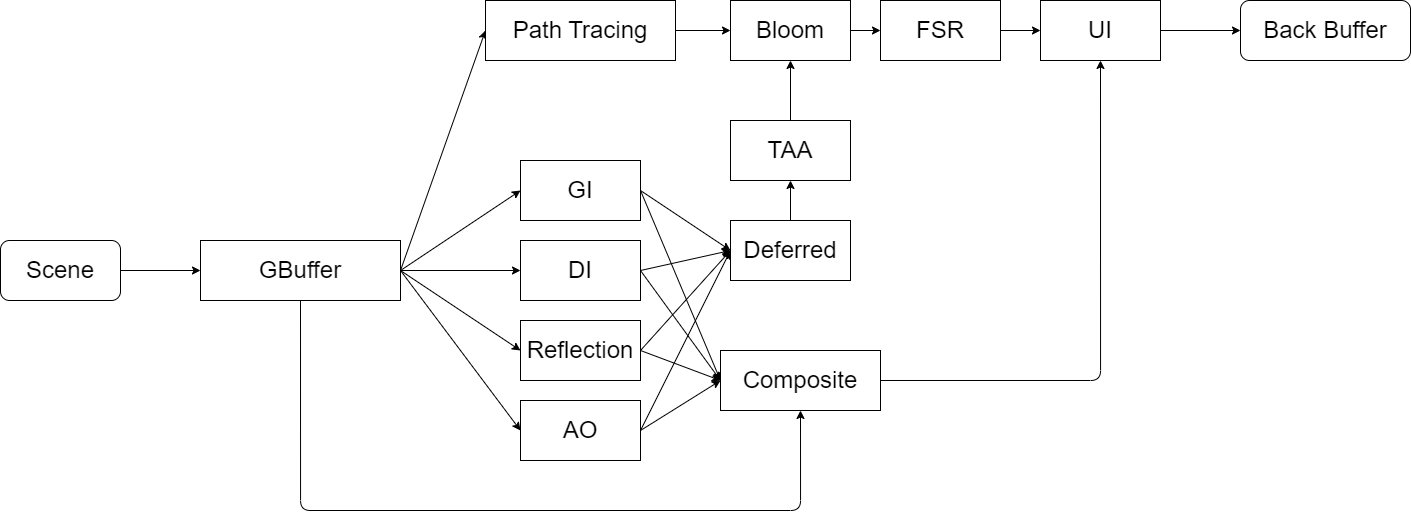 Path Tracing
Bloom
FSR
UI
Back Buffer
TAA
GI
Deferred
Scene
GBuffer
DI
Reflection
Composite
AO